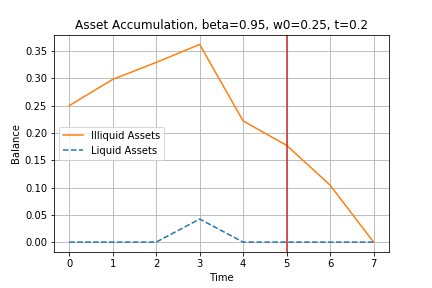 Asset Accumulation, beta=0.95, w0=0.25, t=0.2
Balance
0.35
0.30
0.25
0.20
0.15
0.10
0.05
0.00
Illiquid Assets
Liquid Assets
0 1 2 3 4 5 6 7
Time